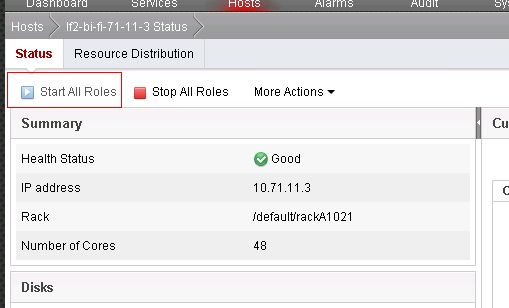 Dashboard Services Hosts Alarms Audit Sy
Hosts lf2-bi-fi-71-11-3 Status
Status Resource Distribution
Start All Roles Stop All Roles More Actions
Summary Cu
Health Status Good
IP address 10.71.11.3
Rack /default/rackA1021
Number of Cores 48
Disks